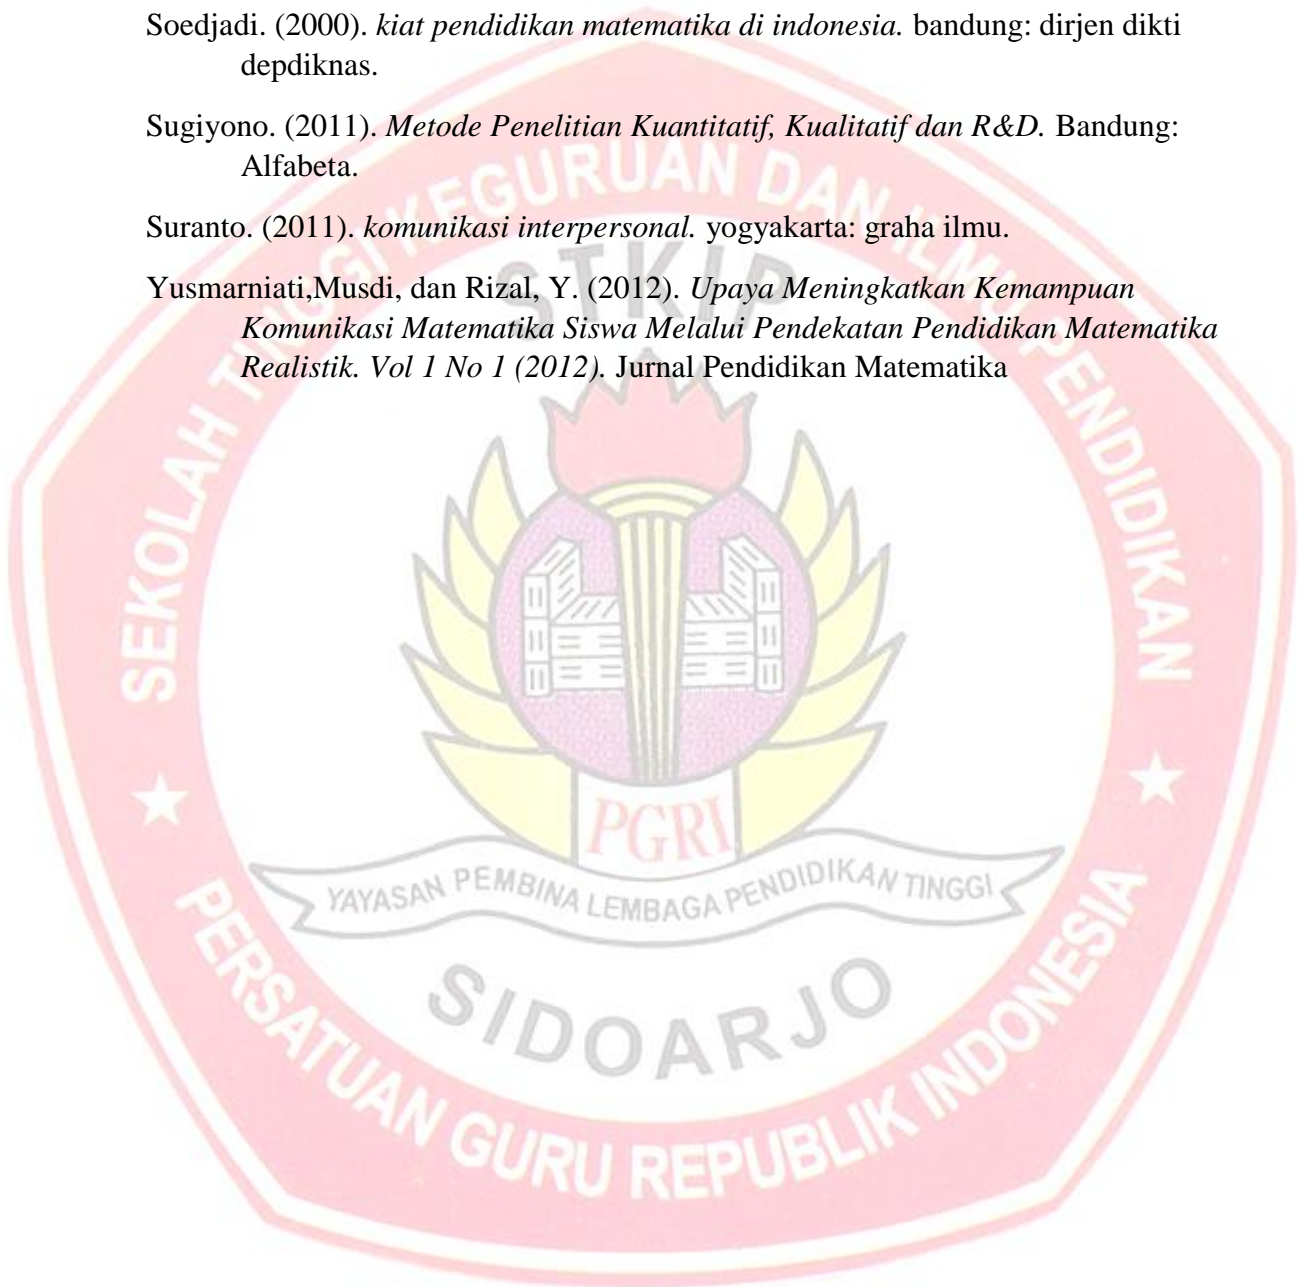 Soedjadi. (2000). kiat pendidikan matematika di indonesia. bandung: dirjen dikti
depdiknas.
Sugiyono. (2011). Metode Penelitian Kuantitatif, Kualitatif dan R&D. Bandung:
Alfabeta.
Suranto. (2011). komunikasi interpersonal. yogyakarta: graha ilmu.
Yusmarniati,Musdi, dan Rizal, Y. (2012). Upaya Meningkatkan Kemampuan
Komunikasi Matematika Siswa Melalui Pendekatan Pendidikan Matematika
Realistik. Vol 1 No 1 (2012). Jurnal Pendidikan Matematika
SEKOLAH TINGGI KEGURUAN DAN ILMU PENDIDIKAN
STKIP
PGRI
YAYASAN PEMBINA LEMBAGA PENDIDIKAN TINGGI
SIDOARJO
PERSATUAN GURU REPUBLIK INDONESIA